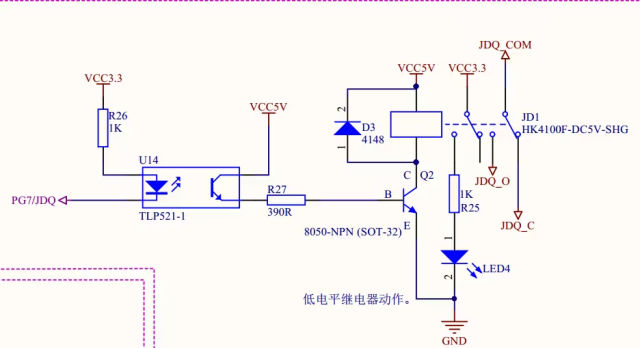 JDQ_COM
VCC3.3
VCC5V
VCC3.3
R26
1K
VCC5V
2
D3
4148
1
JD1
HK4100F-DC5V-SHG
U14
C
Q2
JDQ_O
PG7/JDQ
R27
B
1K
R25
TLP521-1
390R
JDQ_C
8050-NPN (SOT-32)
E
1
LED4
2
低电平继电器动作。
GND